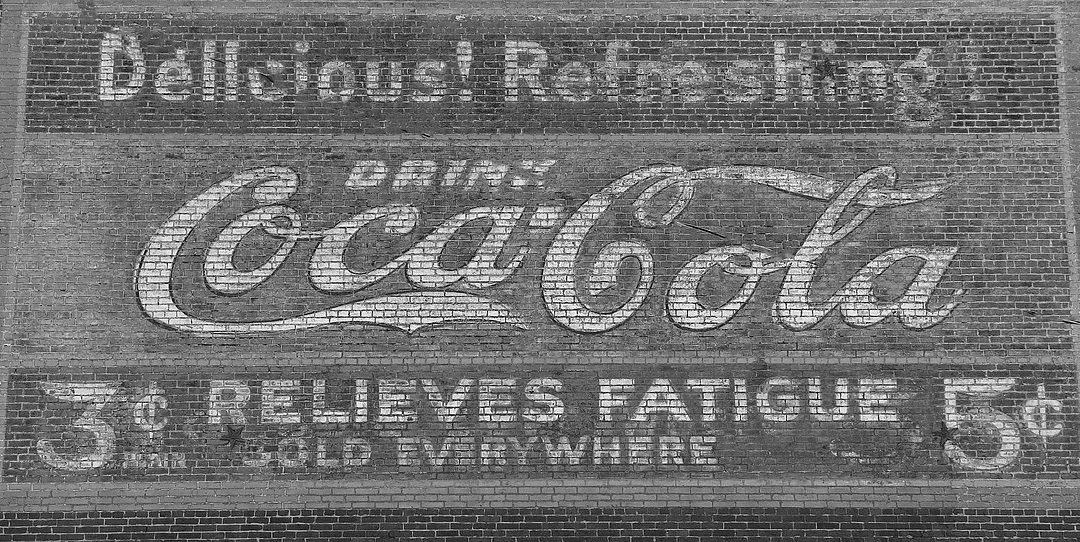 Delicious! Refreshing!
DRINK
Coca-Cola
3¢ RELIEVES FATIGUE 5¢
SOLD EVERYWHERE